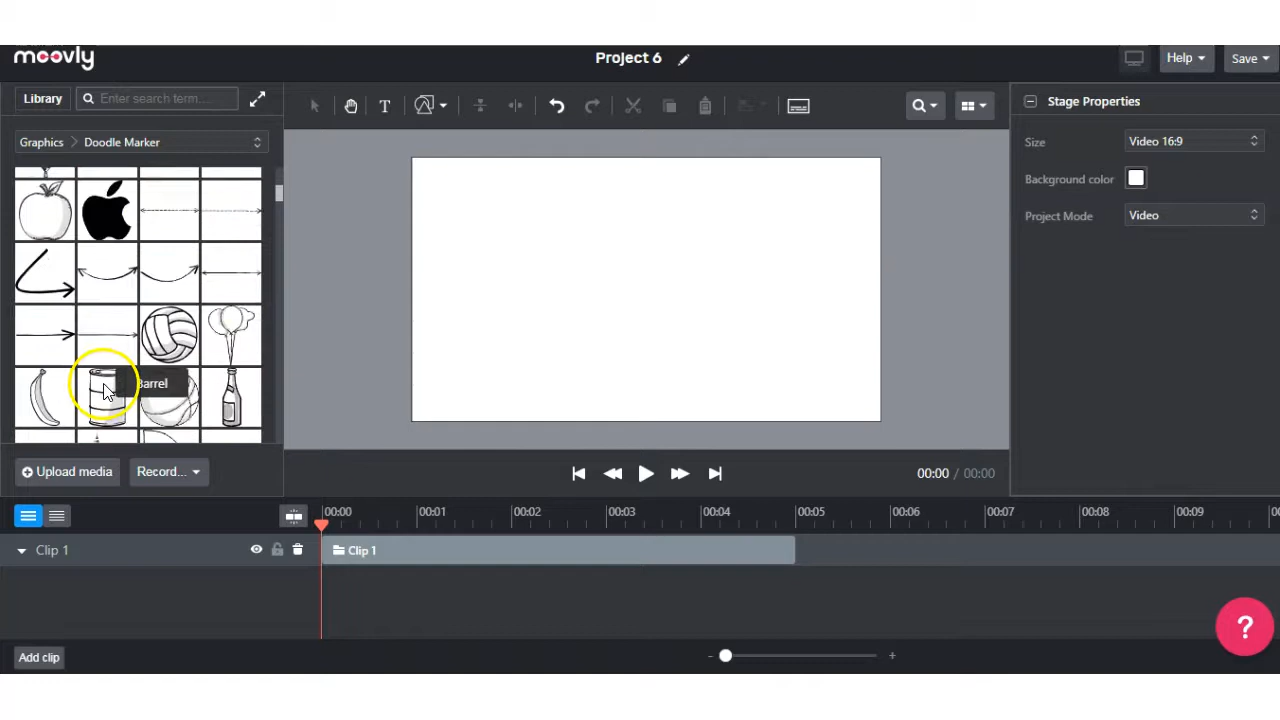 moovly
Project 6
Help
Save
Library
Enter search term...
T
Stage Properties
Graphics
Doodle Marker
Size
Video 16:9
Background color
Project Mode
Video
Barrel
Upload media
Record...
00:00 / 00:00
00:00
00:01
00:02
00:03
00:04
00:05
00:06
00:07
00:08
00:09
Clip 1
Clip 1
?
Add clip
- +